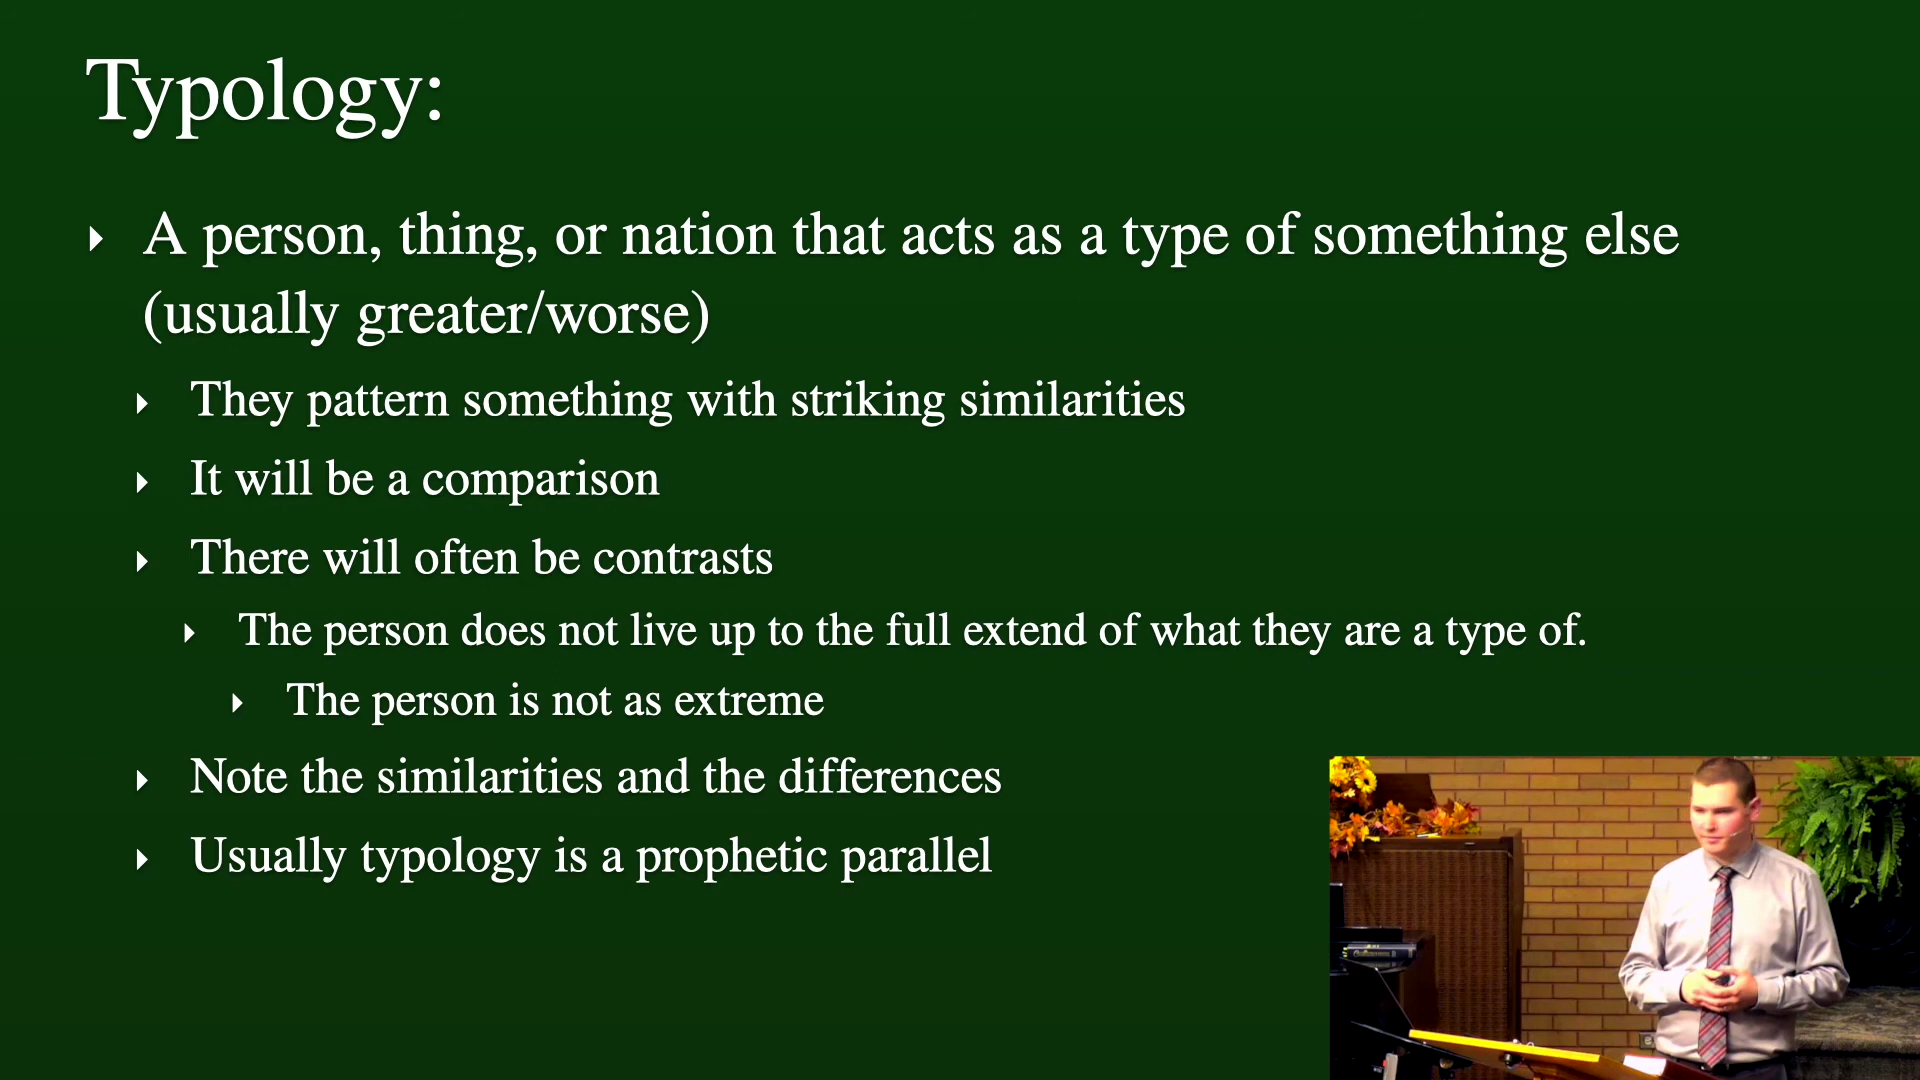 Typology:
A person, thing, or nation that acts as a type of something else
(usually greater/worse)
They pattern something with striking similarities
It will be a comparison
There will often be contrasts
The person does not live up to the full extend of what they are a type of.
The person is not as extreme
Note the similarities and the differences
Usually typology is a prophetic parallel